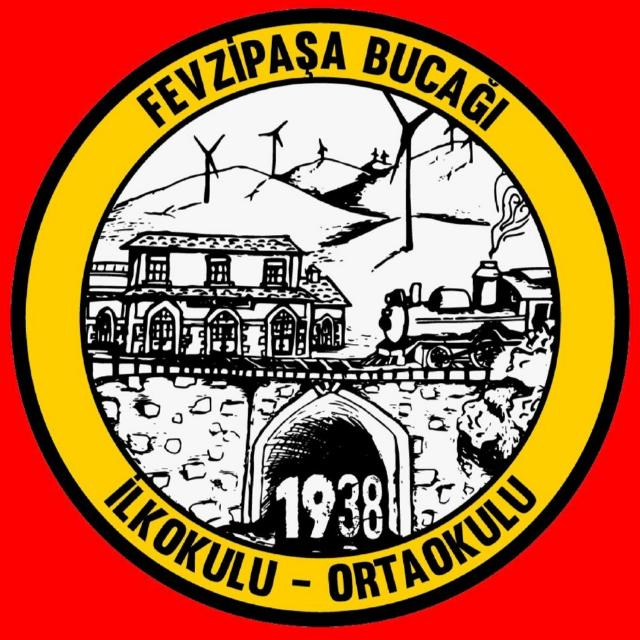 FEVZİPAŞA BUCAĞI
1938
İLKOKULU - ORTAOKULU